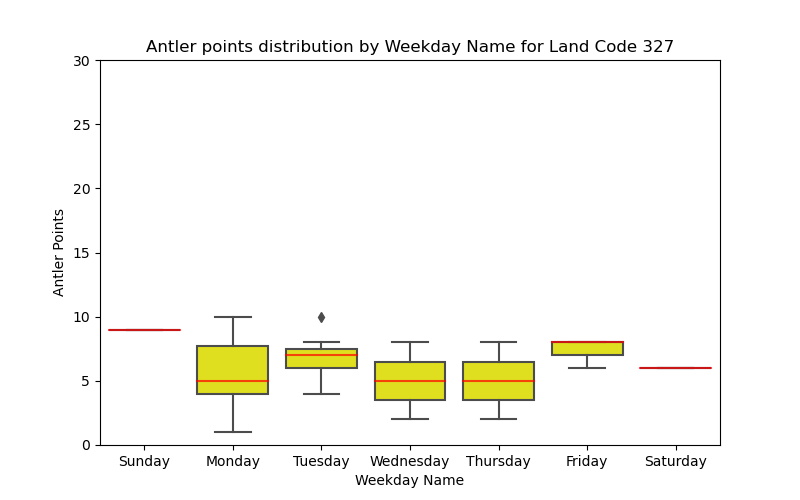 Antler points distribution by Weekday Name for Land Code 327
Antler Points
30
25
20
15
10
5
0
Sunday Monday Tuesday Wednesday Thursday Friday Saturday
Weekday Name